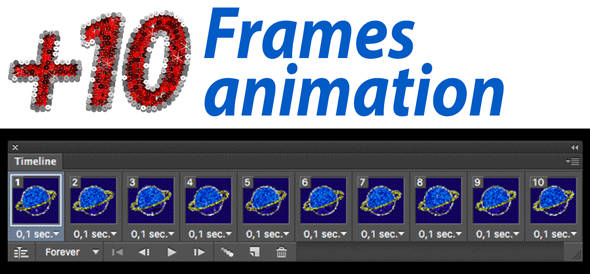 +10 Frames
animation
Timeline
1 2 3 4 5 6 7 8 9 10
0,1 sec. 0,1 sec. 0,1 sec. 0,1 sec. 0,1 sec. 0,1 sec. 0,1 sec. 0,1 sec. 0,1 sec. 0,1 sec.
Forever